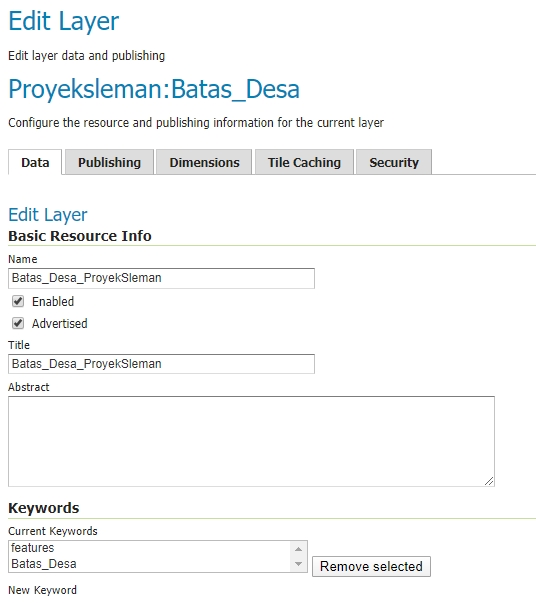 Edit Layer
Edit layer data and publishing
Proyeksleman:Batas_Desa
Configure the resource and publishing information for the current layer
Data Publishing Dimensions Tile Caching Security
Edit Layer
Basic Resource Info
Name
Batas_Desa_ProyekSleman
Enabled
Advertised
Title
Batas_Desa_ProyekSleman
Abstract
Keywords
Current Keywords
features
Batas_Desa
Remove selected
New Keyword